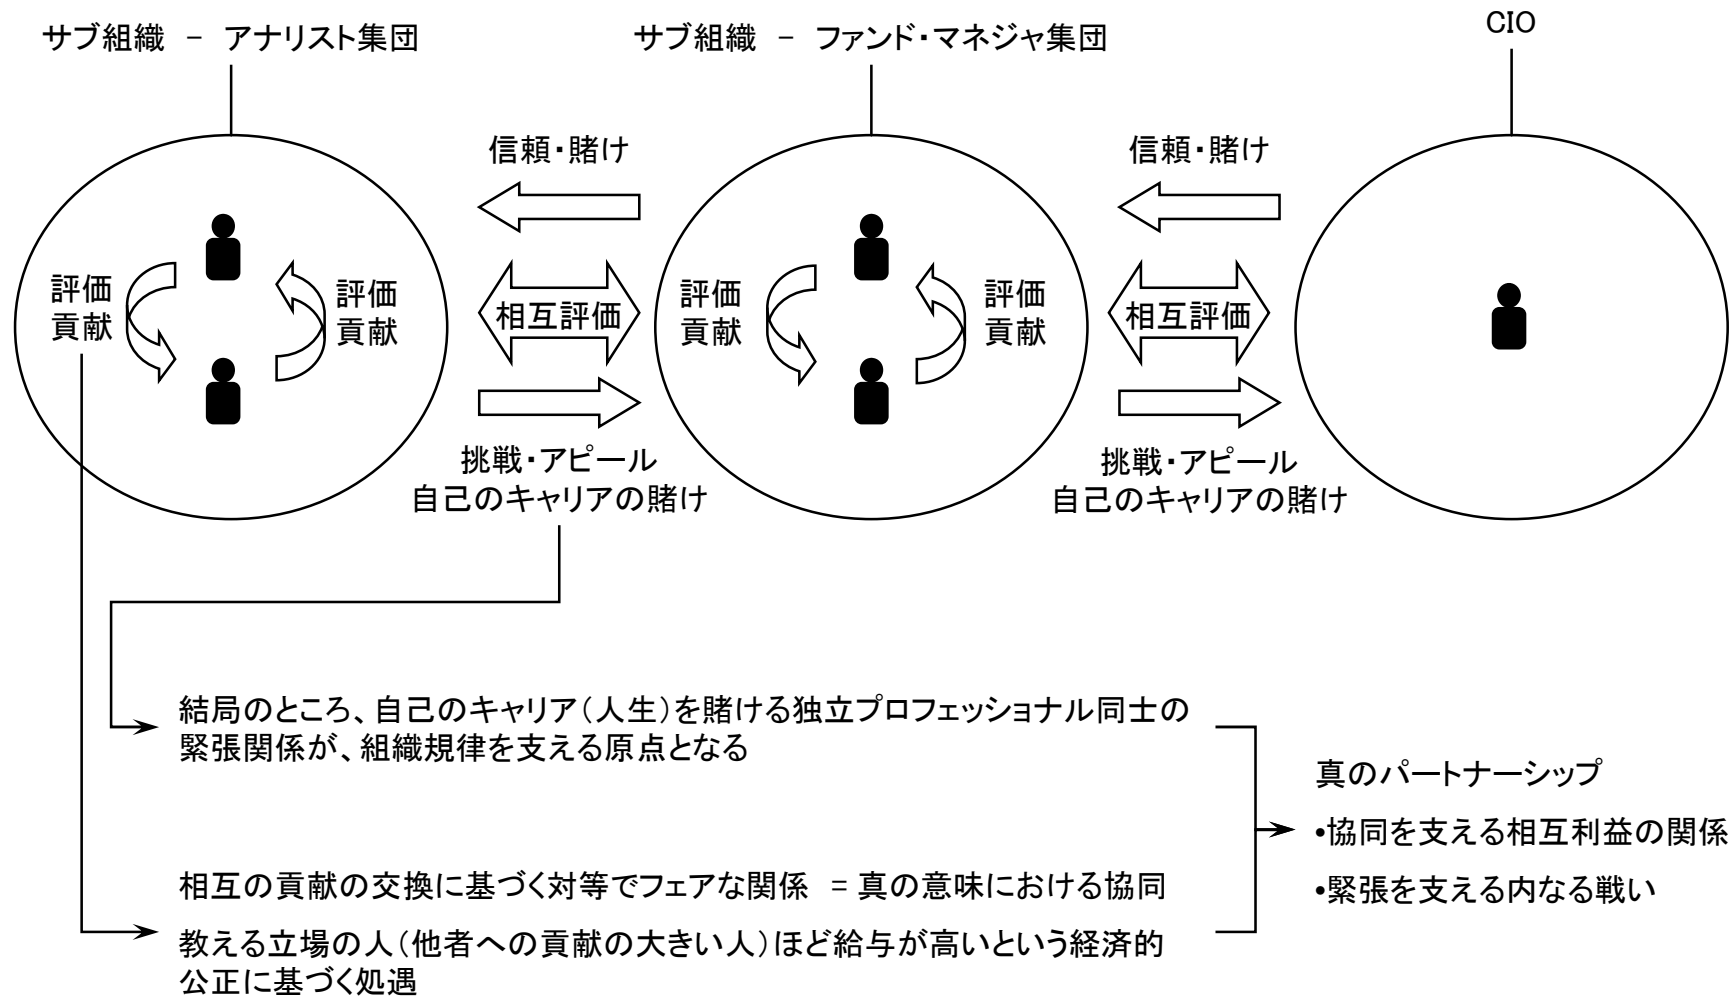 サブ組織 － アナリスト集団
サブ組織 － ファンド・マネジャ集団
CIO
信頼・賭け
信頼・賭け
評価
貢献
評価
貢献
相互評価
評価
貢献
評価
貢献
相互評価
挑戦・アピール
自己のキャリアの賭け
挑戦・アピール
自己のキャリアの賭け
結局のところ、自己のキャリア（人生）を賭ける独立プロフェッショナル同士の
緊張関係が、組織規律を支える原点となる
相互の貢献の交換に基づく対等でフェアな関係 ＝ 真の意味における協同
教える立場の人（他者への貢献の大きい人）ほど給与が高いという経済的
公正に基づく処遇
真のパートナーシップ
•協同を支える相互利益の関係
•緊張を支える内なる戦い